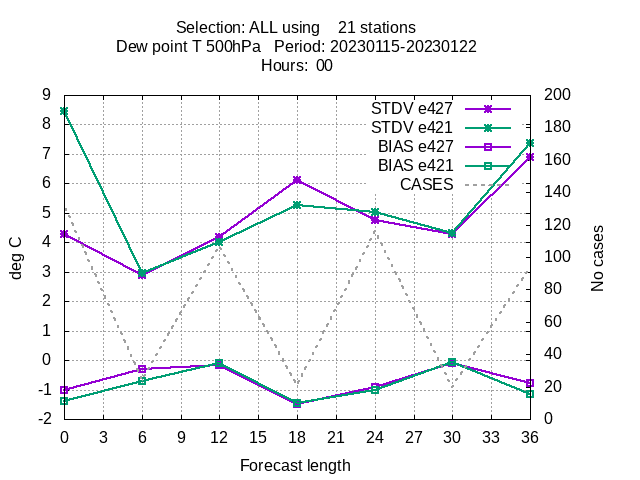 Selection: ALL using    21 stations
Dew point T 500hPa   Period: 20230115-20230122
Hours:  00
STDV e427
STDV e421
BIAS e427
BIAS e421
CASES
9
8
7
6
5
4
3
2
1
0
-1
-2
deg C
200
180
160
140
120
100
80
60
40
20
0
No cases
0 3 6 9 12 15 18 21 24 27 30 33 36
Forecast length